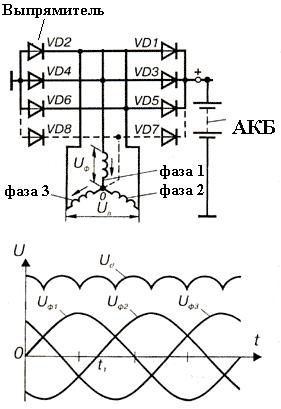 Выпрямитель
VD2 VD1
VD4 VD3
VD6 VD5
VD8 VD7
+
АКБ
Uф
фаза 1
фаза 3 0 фаза 2
Uл
U
Ud
Uф1 Uф2 Uф3
0 t1 t